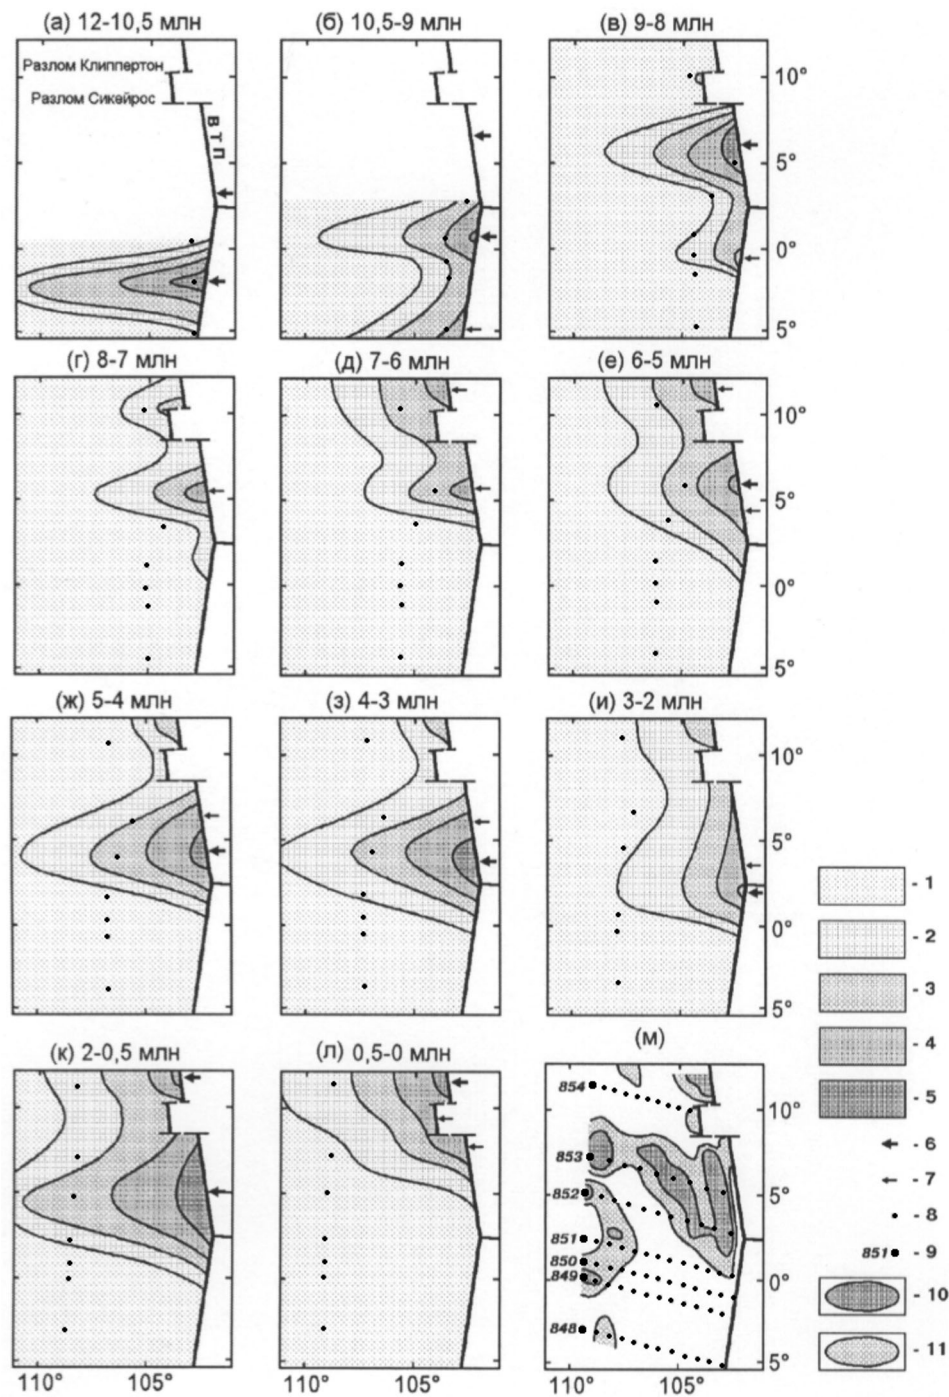 (а) 12-10,5 млн
(б) 10,5-9 млн
(в) 9-8 млн
Разлом Клиппертон
Разлом Сикейрос
ВТП
10°
5°
0°
5°
(г) 8-7 млн
(д) 7-6 млн
(е) 6-5 млн
10°
5°
0°
5°
(ж) 5-4 млн
(з) 4-3 млн
(и) 3-2 млн
10°
5°
0°
5°
- 1
- 2
- 3
- 4
- 5
- 6
- 7
- 8
851 - 9
- 10
- 11
(к) 2-0,5 млн
(л) 0,5-0 млн
(м)
854
853
852
851
850
849
848
10°
5°
0°
5°
110° 105°
110° 105°
110° 105°